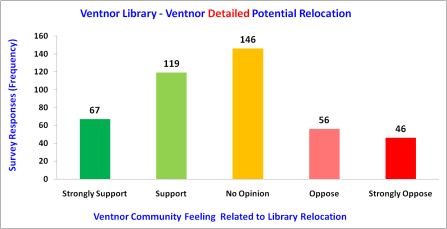 Ventnor Library - Ventnor Detailed Potential Relocation
Survey Responses (Frequency)
160
140
120
100
80
60
40
20
0
67
119
146
56
46
Strongly Support
Support
No Opinion
Oppose
Strongly Oppose
Ventnor Community Feeling Related to Library Relocation